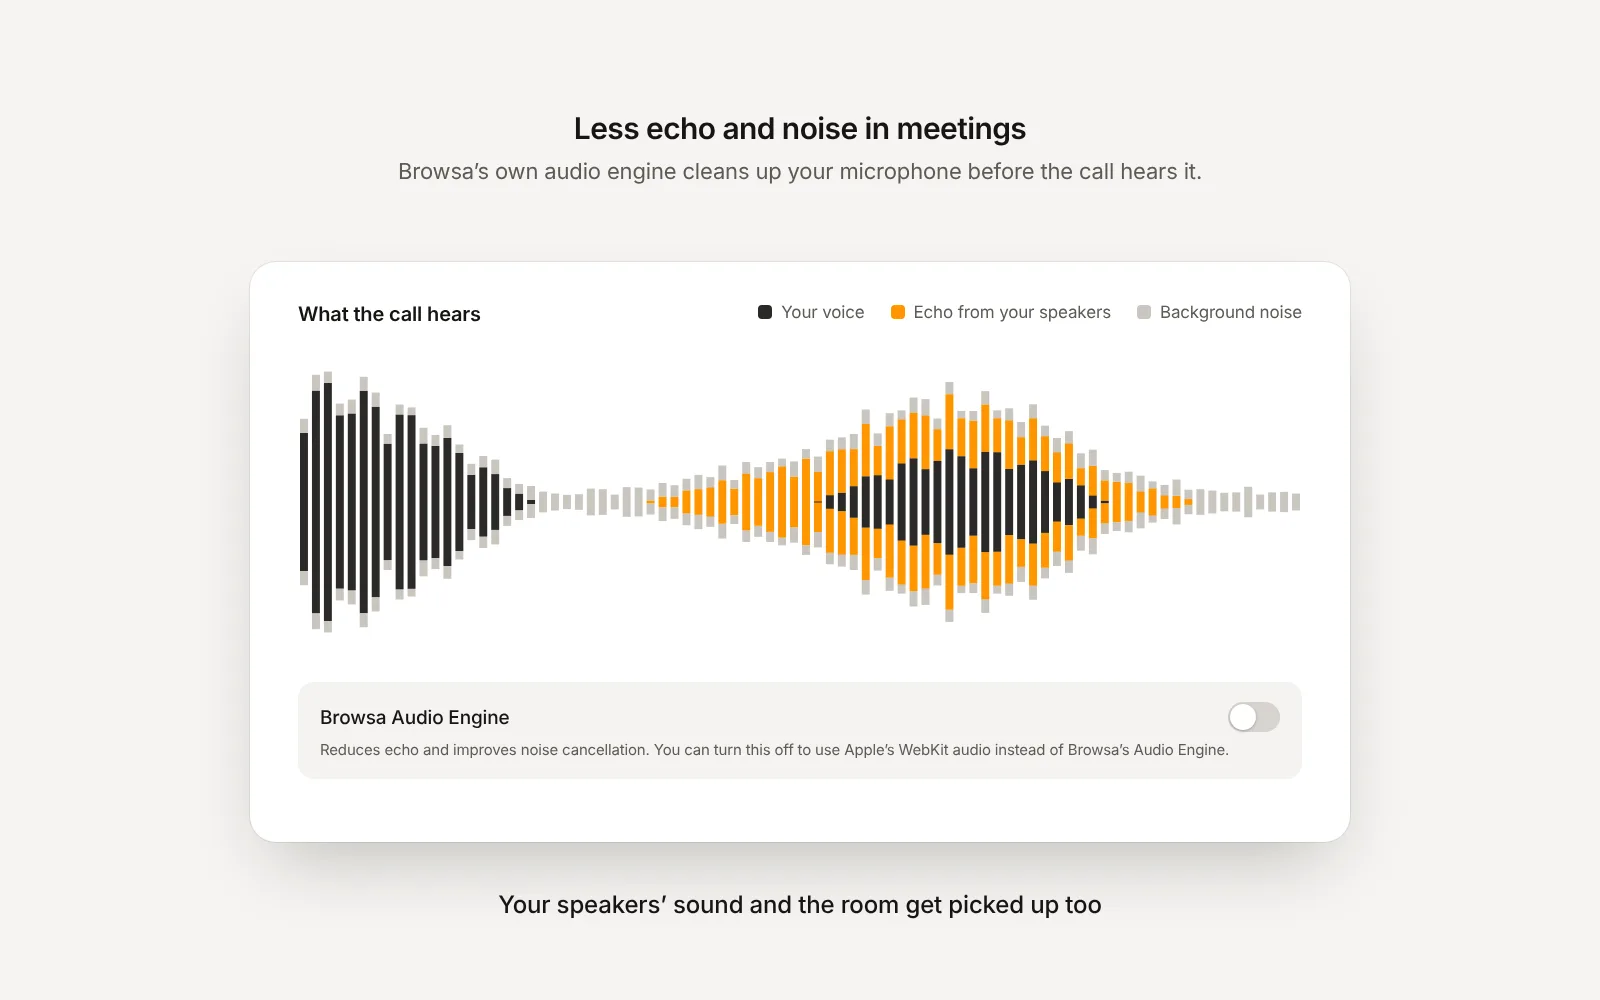 Less echo and noise in meetings
Browsa’s own audio engine cleans up your microphone before the call hears it.
What the call hears
Your voice
Echo from your speakers
Background noise
Browsa Audio Engine
Reduces echo and improves noise cancellation. You can turn this off to use Apple’s WebKit audio instead of Browsa’s Audio Engine.
Your speakers’ sound and the room get picked up too